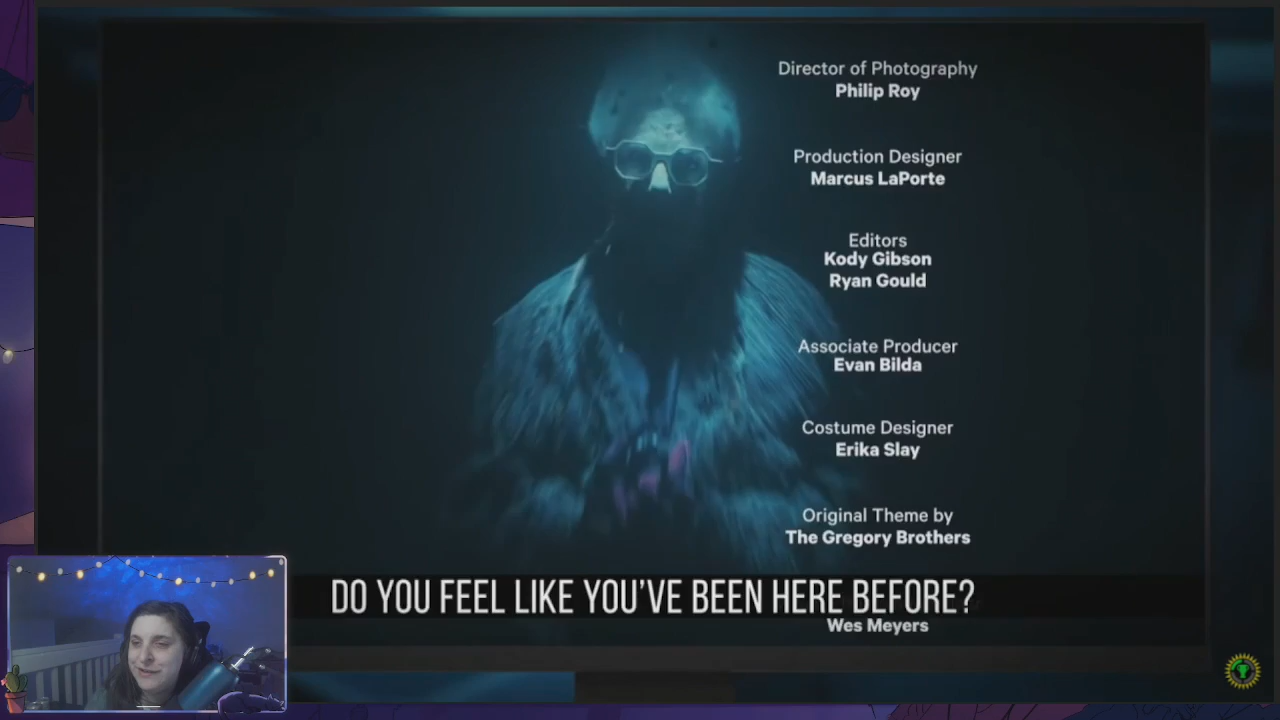 Director of Photography
Philip Roy
Production Designer
Marcus LaPorte
Editors
Kody Gibson
Ryan Gould
Associate Producer
Evan Bilda
Costume Designer
Erika Slay
Original Theme by
The Gregory Brothers
DO YOU FEEL LIKE YOU'VE BEEN HERE BEFORE?
Wes Meyers